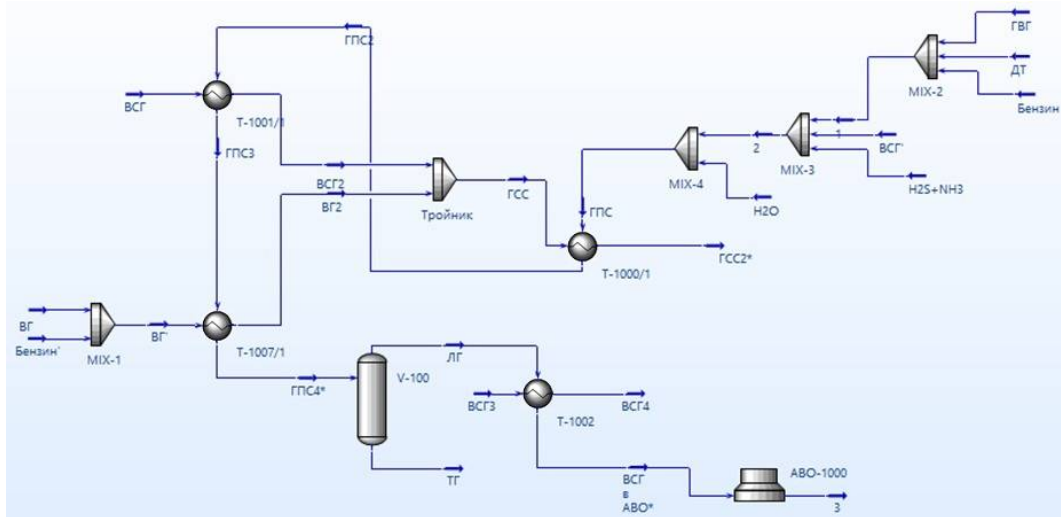 ГПС2
ГВГ
ДТ
MIX-2
Бензин
ВСГ
Т-1001/1
ГПС3
1
2
ВСГ`
MIX-3
ВСГ2
MIX-4
H2S+NH3
ВГ2
ГСС
H2O
Тройник
ГПС
ГСС2*
Т-1000/1
ВГ
ВГ`
Бензин`
MIX-1
Т-1007/1
ЛГ
V-100
ГПС4*
ВСГ3
ВСГ4
Т-1002
ТГ
ВСГ
в
АВО*
АВО-1000
3